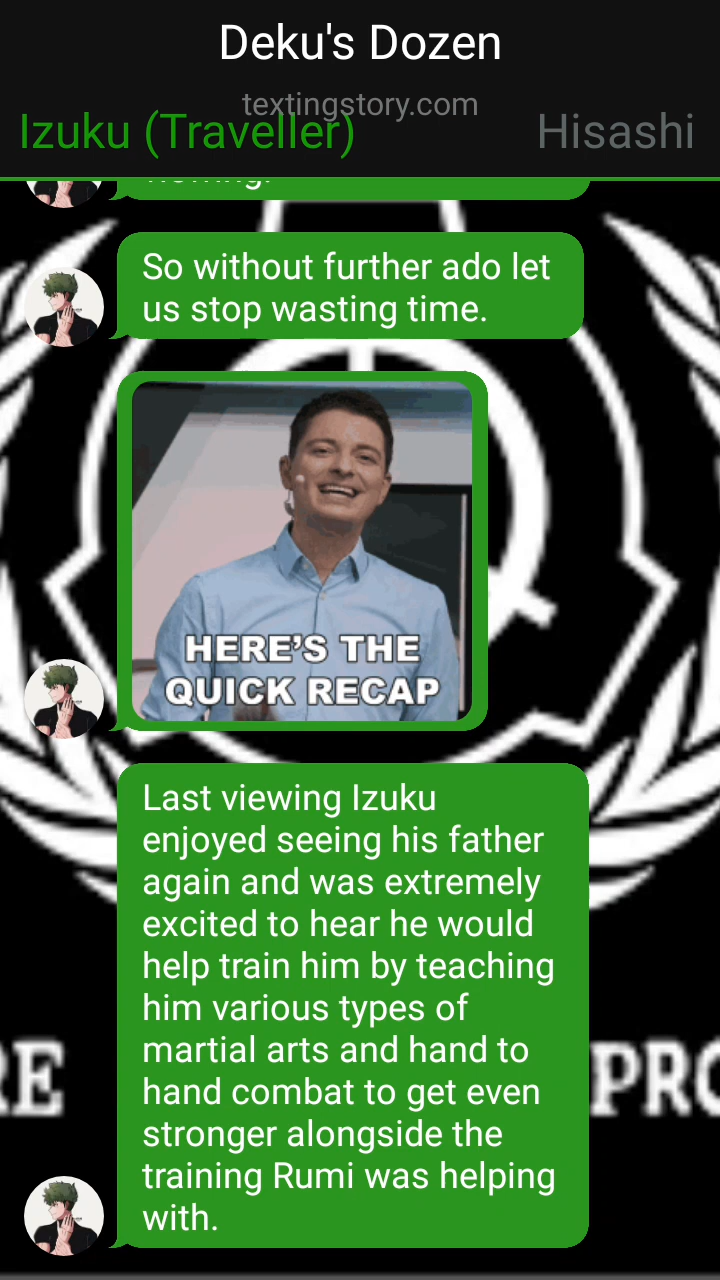 Deku's Dozen
textingstory.com
Izuku (Traveller)
Hisashi
So without further ado let
us stop wasting time.
HERE'S THE
QUICK RECAP
Last viewing Izuku
enjoyed seeing his father
again and was extremely
excited to hear he would
help train him by teaching
him various types of
martial arts and hand to
hand combat to get even
stronger alongside the
training Rumi was helping
with.
RE
PRO